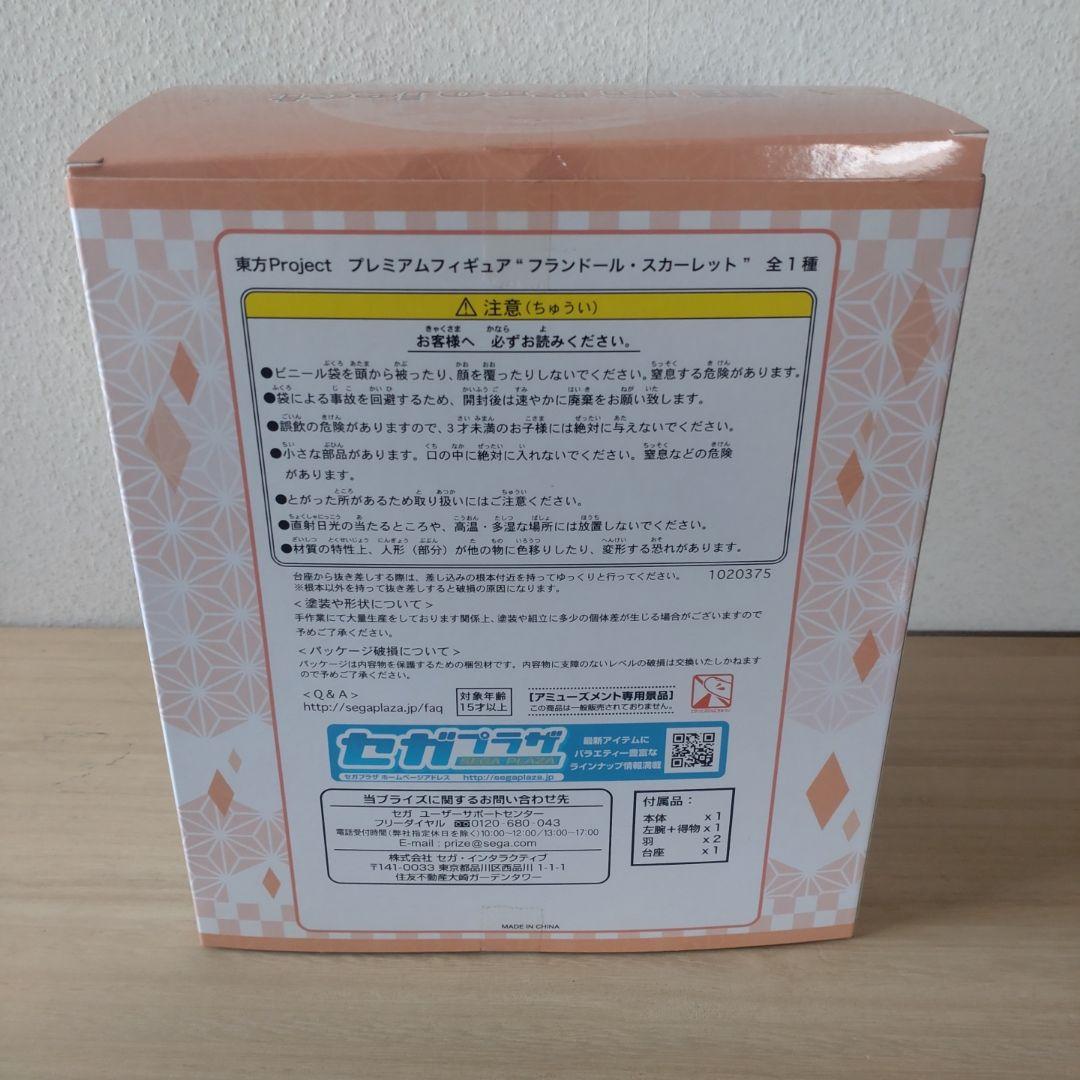 東方Project プレミアムフィギュア“フランドール・スカーレット” 全1種
⚠ 注意(ちゅうい)
お客様へ 必ずお読みください。
●ビニール袋を頭から被ったり、顔を覆ったりしないでください。窒息する危険があります。
●袋による事故を回避するため、開封後は速やかに廃棄をお願い致します。
●誤飲の危険がありますので、3才未満のお子様には絶対に与えないでください。
●小さな部品があります。口の中に絶対に入れないでください。窒息などの危険
があります。
●とがった所があるため取り扱いにはご注意ください。
●直射日光の当たるところや、高温・多湿な場所には放置しないでください。
●材質の特性上、人形(部分)が他の物に色移りしたり、変形する恐れがあります。
台座から抜き差しする際は、差し込みの根本付近を持ってゆっくりと行ってください。 1020375
※根本以外を持って抜き差しすると破損の原因になります。
<塗装や形状について>
手作業にて大量生産をしております関係上、塗装や組立に多少の個体差が生じる場合がございますので
予めご了承ください。
<パッケージ破損について>
パッケージは内容物を保護するための梱包材です。内容物に支障のないレベルの破損は交換いたしかねます
ので予めご了承ください。
<Q&A>
http://segaplaza.jp/faq
対象年齢
15才以上
[アミューズメント専用景品]
この商品は一般販売されておりません。
セガプラザ
SEGA PLAZA
最新アイテムに
バラエティー豊富な
ラインナップ情報満載
セガプラザ ホームページアドレス http://segaplaza.jp
当プライズに関するお問い合わせ先
セガ ユーザーサポートセンター
フリーダイヤル 0120-680-043
電話受付時間(弊社指定休日を除く)10:00~12:00/13:00~17:00
E-mail : prize@sega.com
株式会社 セガ・インタラクティブ
〒141-0033 東京都品川区西品川 1-1-1
住友不動産大崎ガーデンタワー
付属品：
本体 x1
左腕+得物 x1
羽 x2
台座 x1
MADE IN CHINA